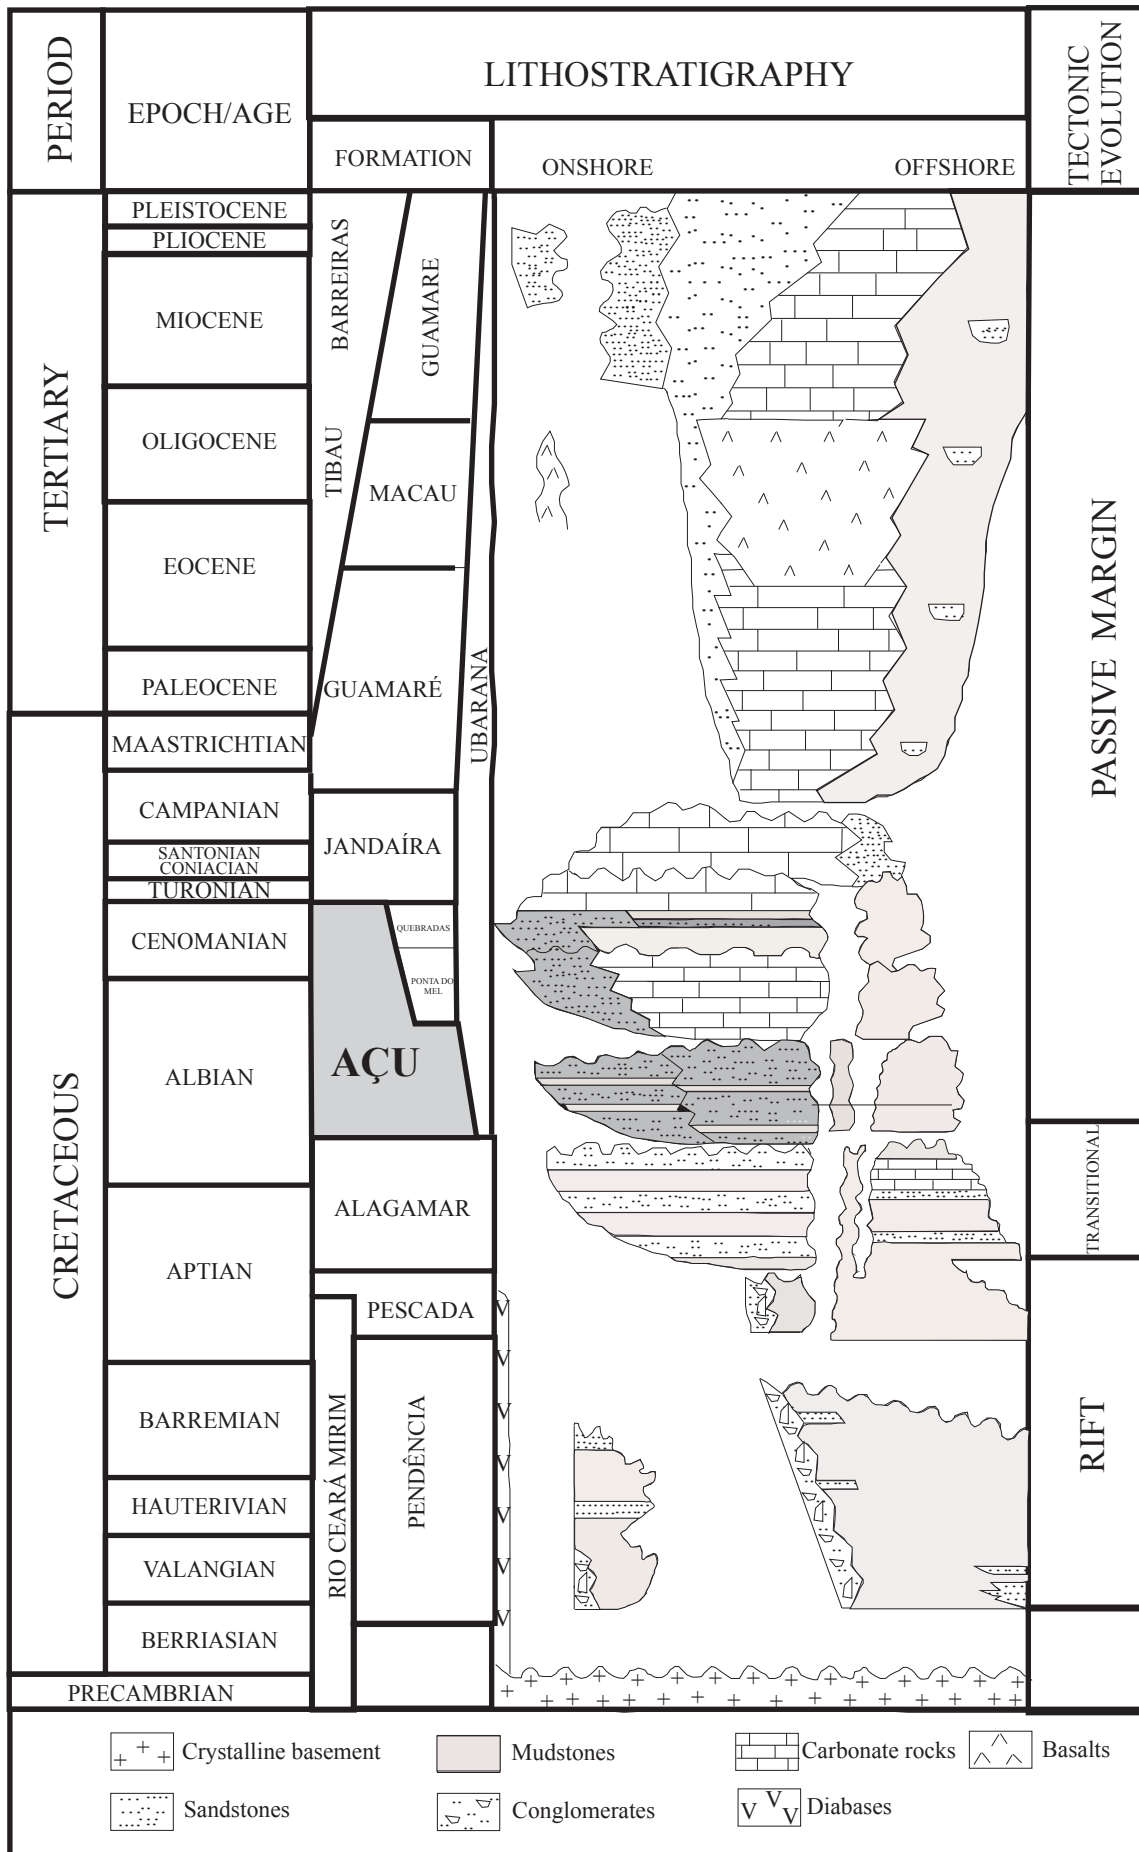 PERIOD
EPOCH/AGE
LITHOSTRATIGRAPHY
TECTONIC
EVOLUTION
FORMATION
ONSHORE
OFFSHORE
TERTIARY
CRETACEOUS
PLEISTOCENE
PLIOCENE
MIOCENE
OLIGOCENE
EOCENE
PALEOCENE
MAASTRICHTIAN
CAMPANIAN
SANTONIAN
CONIACIAN
TURONIAN
CENOMANIAN
ALBIAN
APTIAN
BARREMIAN
HAUTERIVIAN
VALANGIAN
BERRIASIAN
PRECAMBRIAN
BARREIRAS
TIBAU
GUAMARE
MACAU
GUAMARÉ
UBARANA
JANDAÍRA
QUEBRADAS
PONTA DO
MEL
AÇU
ALAGAMAR
PESCADA
PENDÊNCIA
RIO CEARÁ MIRIM
PASSIVE MARGIN
TRANSITIONAL
RIFT
Crystalline basement
Mudstones
Carbonate rocks
Basalts
Sandstones
Conglomerates
Diabases